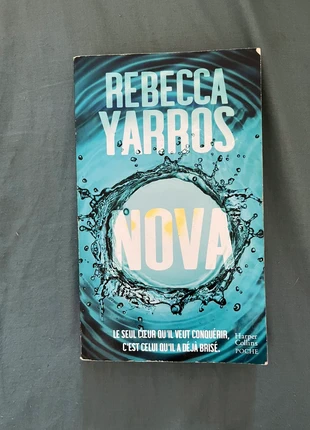 REBECCA
YARROS
NOVA
LE SEUL CŒUR QU'IL VEUT CONQUÉRIR,
C'EST CELUI QU'IL A DÉJÀ BRISÉ.
Harper
Collins
POCHE